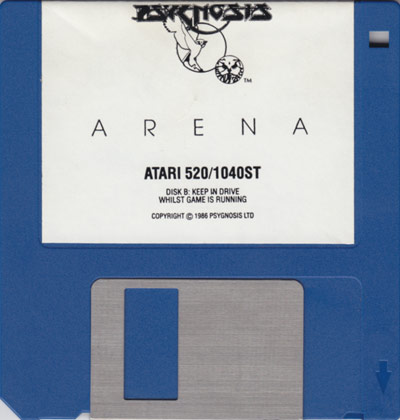 PSYGNOSIS
TM
ARENA
ATARI 520/1040ST
DISK B: KEEP IN DRIVE
WHILST GAME IS RUNNING
COPYRIGHT © 1986 PSYGNOSIS LTD